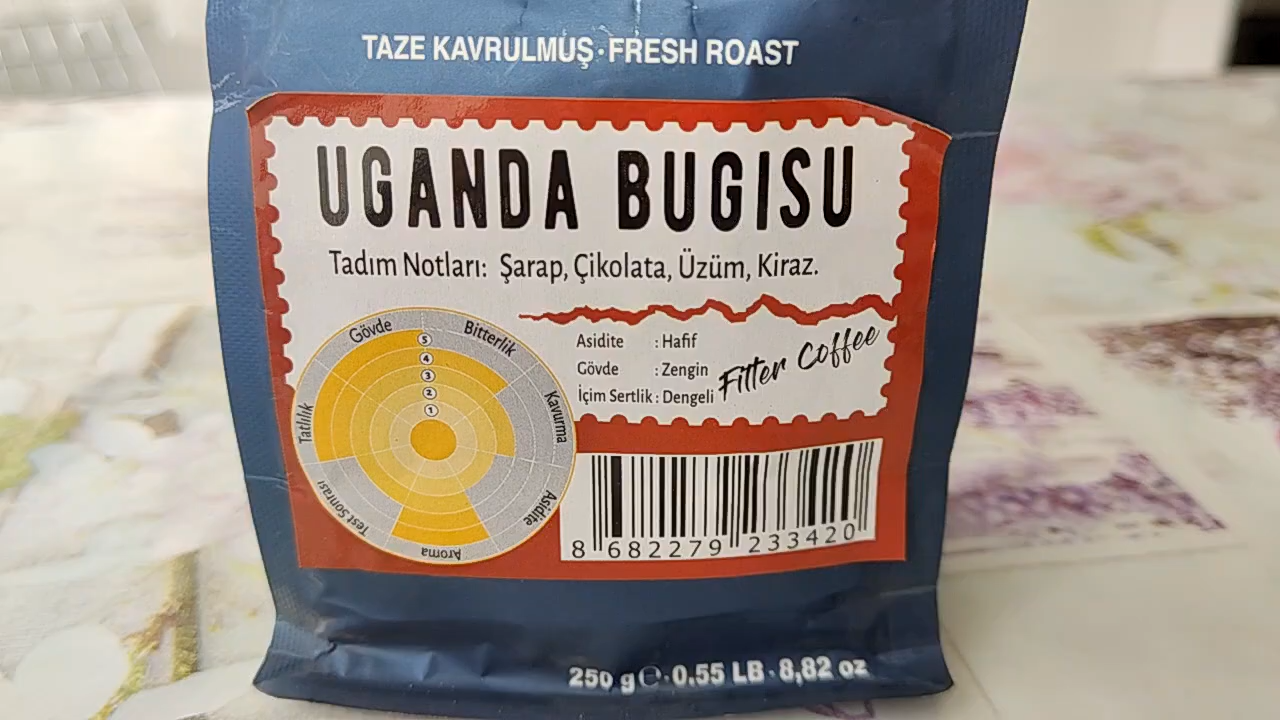 TAZE KAVRULMUŞ · FRESH ROAST
UGANDA BUGISU
Tadım Notları: Şarap, Çikolata, Üzüm, Kiraz.
Asidite : Hafif
Gövde : Zengin
İçim Sertlik : Dengeli
Filter Coffee
Gövde
Bitterlik
Kavurma
Asidite
Aroma
Test Sonrası
Tatlılık
5
4
3
2
1
8 682279 233420
250 g ℮ · 0.55 LB · 8,82 oz